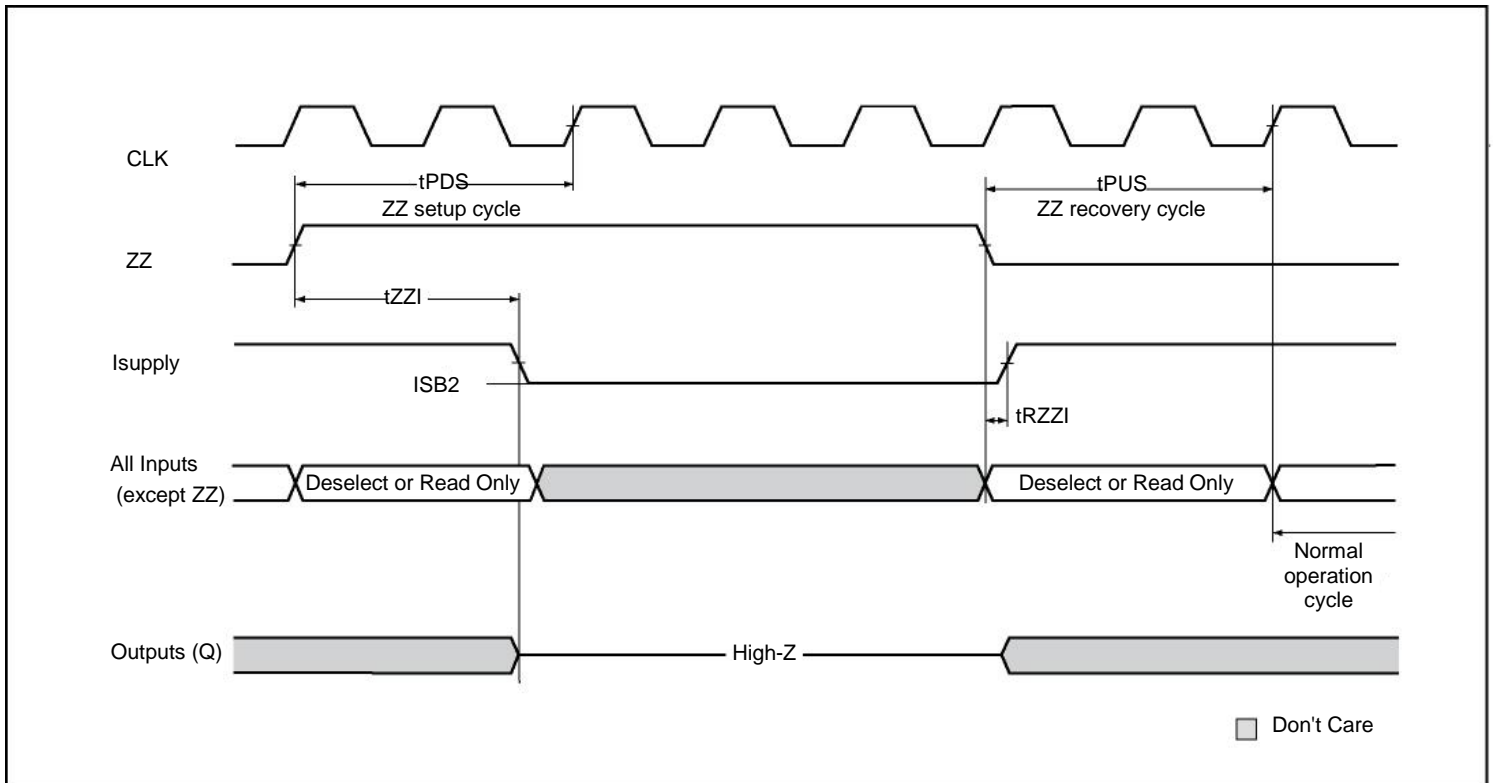 CLK
tPDS
ZZ setup cycle
tPUS
ZZ recovery cycle
ZZ
tZZI
Isupply
ISB2
tRZZI
All Inputs
(except ZZ)
Deselect or Read Only
Deselect or Read Only
Normal
operation
cycle
Outputs (Q)
High-Z
Don't Care